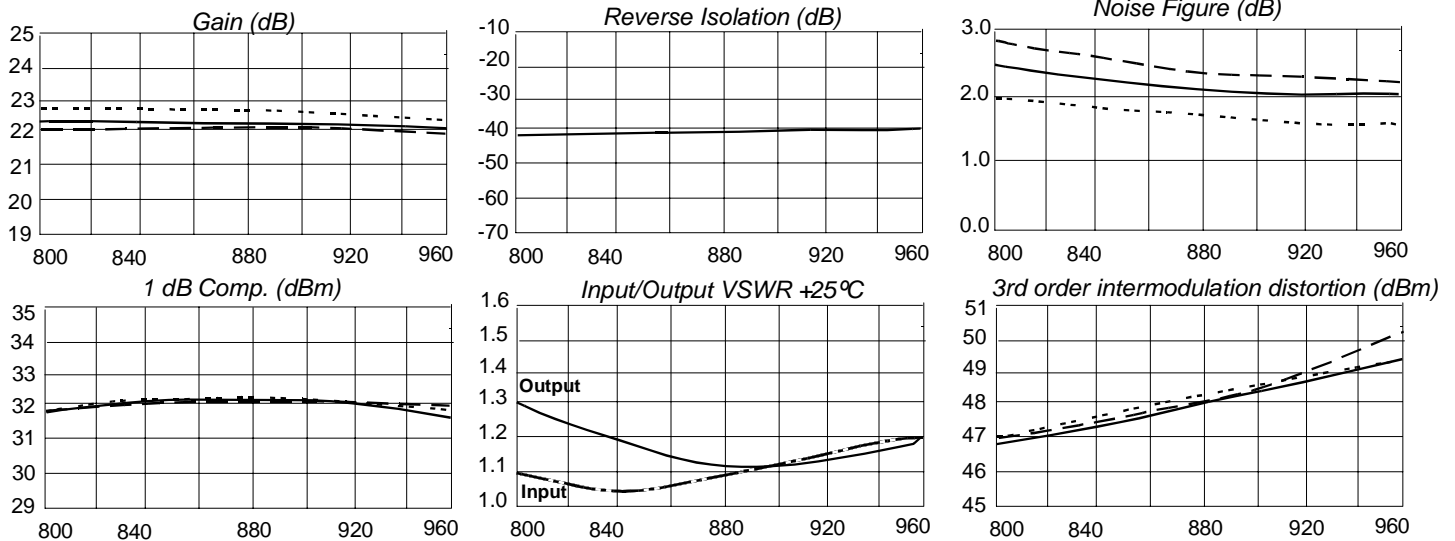 Gain (dB)
25
24
23
22
21
20
19
800 840 880 920 960
Reverse Isolation (dB)
-10
-20
-30
-40
-50
-60
-70
800 840 880 920 960
Noise Figure (dB)
3.0
2.0
1.0
0.0
800 840 880 920 960
1 dB Comp. (dBm)
35
34
33
32
31
30
29
800 840 880 920 960
Input/Output VSWR +25ºC
1.6
1.5
1.4
Output
1.3
1.2
1.1
Input
1.0
800 840 880 920 960
3rd order intermodulation distortion (dBm)
51
50
49
48
47
46
45
800 840 880 920 960